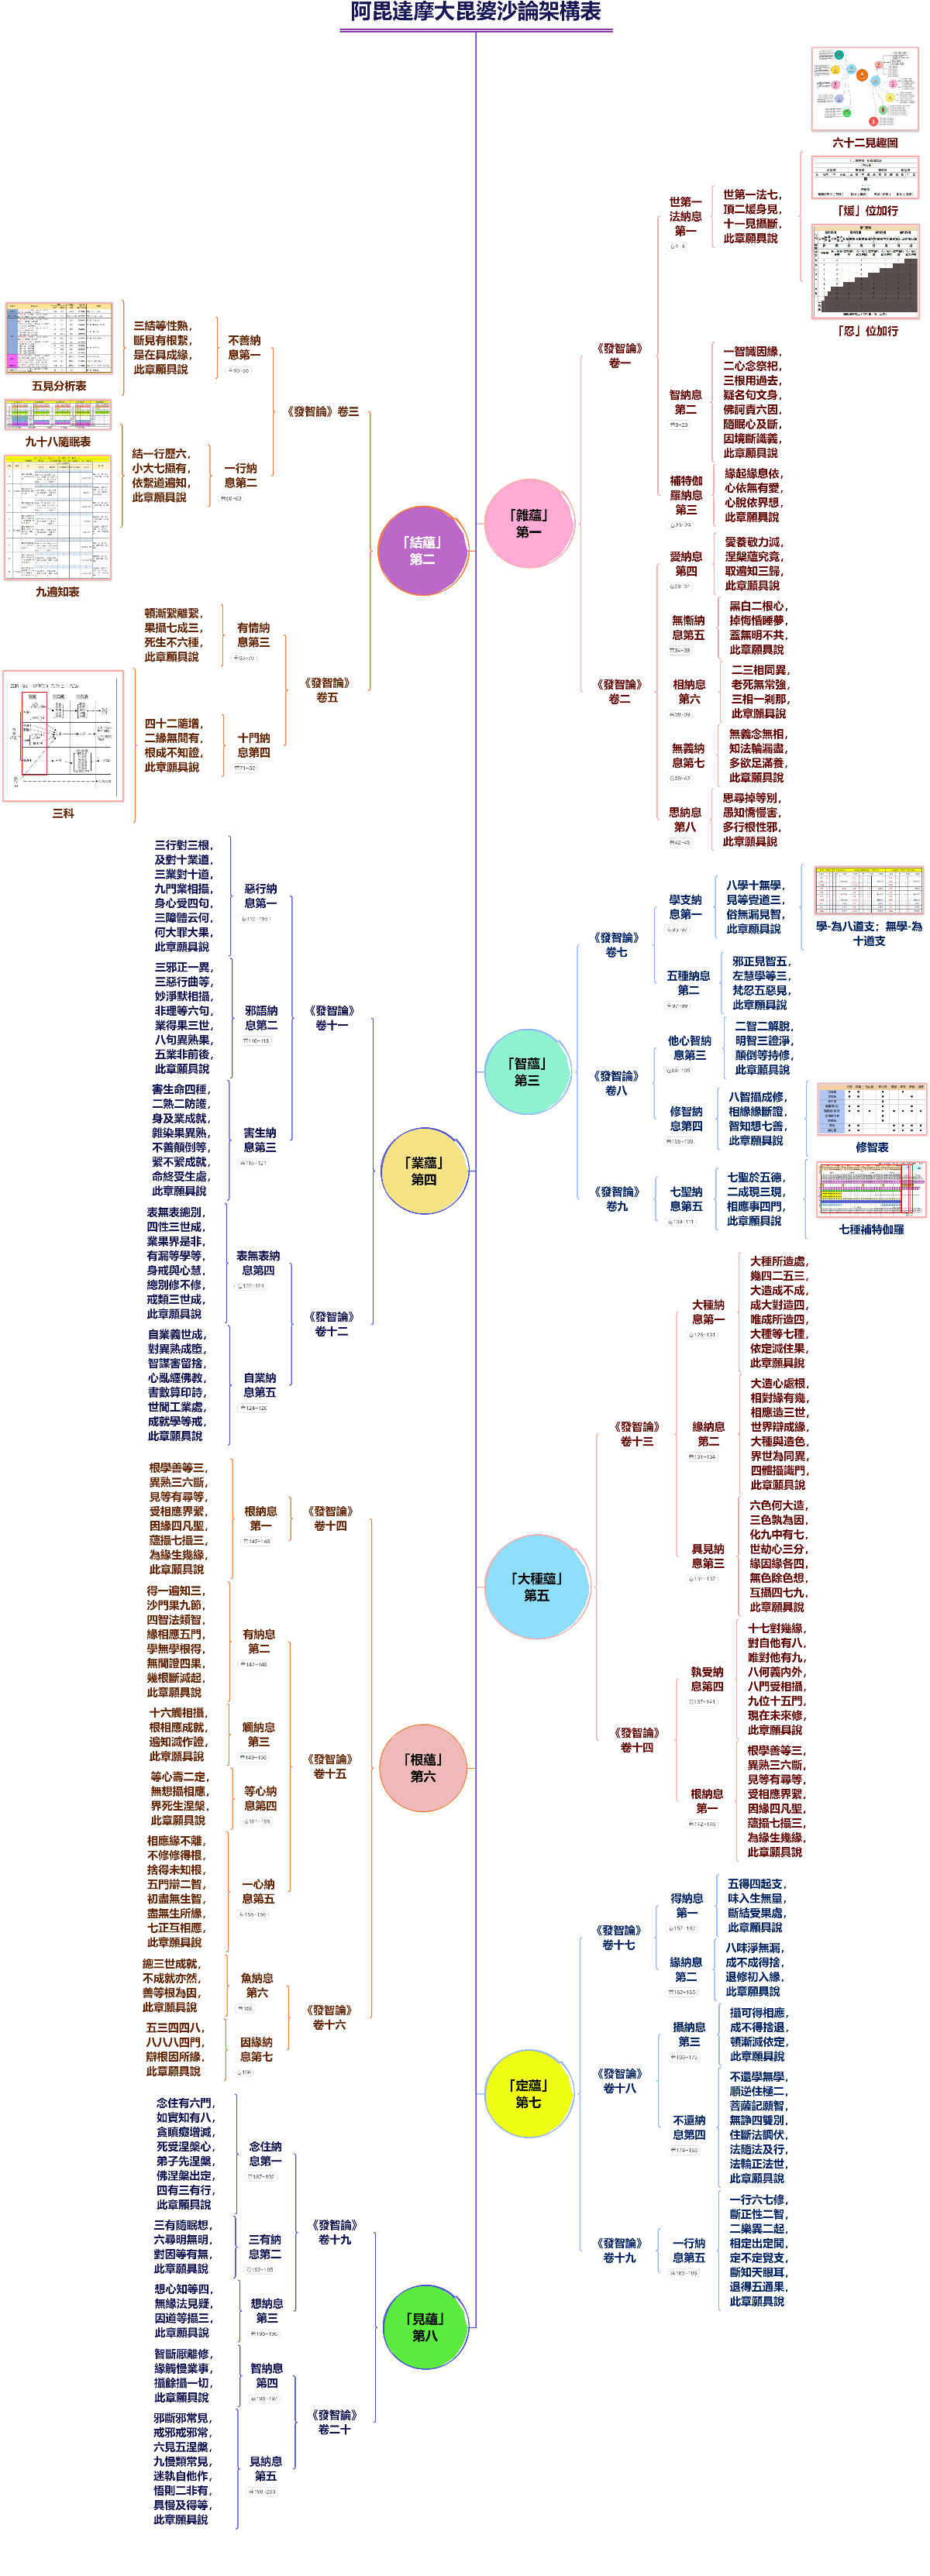 阿毘達摩大毘婆沙論架構表
「雜蘊」
第一
《發智論》
卷一
世第一
法納息
第一
世第一法七，
頂二煖身見，
十一見攝斷，
此章願具說
六十二見趣圖
「煖」位加行
「忍」位加行
智納息
第二
一智識因緣，
二心念祭祀，
三根用過去，
疑名句文身，
佛訶責六因，
隨眠心及斷，
因境斷識義，
此章願具說
補特伽
羅納息
第三
緣起緣息依，
心依無有愛，
心脫依界想，
此章願具說
《發智論》
卷二
愛納息
第四
愛養敬力滅，
涅槃蘊究竟，
取遍知三歸，
此章願具說
無慚納
息第五
黑白二根心，
掉悔惛睡夢，
蓋無明不共，
此章願具說
相納息
第六
二三相同異，
老死無常強，
三相一剎那，
此章願具說
無義納
息第七
無義念無相，
知法輪漏盡，
多欲足滿養，
此章願具說
思納息
第八
思尋掉等別，
愚知憍慢害，
多行根性邪，
此章願具說
「結蘊」
第二
《發智論》卷三
不善納
息第一
三結等性熟，
斷見有根繫，
是在具成緣，
此章願具說
五見分析表
九十八隨眠表
一行納
息第二
結一行歷六，
小大七攝有，
依繫道遍知，
此章願具說
九遍知表
《發智論》
卷五
有情納
息第三
頓漸繫離繫，
果攝七成三，
死生不六種，
此章願具說
十門納
息第四
四十二隨增，
二緣無間有，
根成不知證，
此章願具說
三科
「智蘊」
第三
《發智論》
卷七
學支納
息第一
八學十無學，
見等覺道三，
俗無漏見智，
此章願具說
學-為八道支；無學-為
十道支
五種納息
第二
邪正見智五，
左慧學等三，
梵忍五惡見，
此章願具說
《發智論》
卷八
他心智納
息第三
二智二解脫，
明智三證淨，
顛倒等持修，
此章願具說
修智納
息第四
八智攝成修，
相緣緣斷證，
智知想七善，
此章願具說
修智表
《發智論》
卷九
七聖納
息第五
七聖於五德，
二成現三現，
相應事四門，
此章願具說
七種補特伽羅
「業蘊」
第四
《發智論》
卷十一
惡行納
息第一
三行對三根，
及對十業道，
三業對十道，
九門業相攝，
身心受四句，
三障體云何，
何大罪大果，
此章願具說
邪語納
息第二
三邪正一異，
三惡行曲等，
妙淨默相攝，
非理等六句，
業得果三世，
八句異熟果，
五業非前後，
此章願具說
害生納
息第三
害生命四種，
二熟二防護，
身及業成就，
雜染果異熟，
不善顛倒等，
繫不繫成就，
命終受生處，
此章願具說
《發智論》
卷十二
表無表納
息第四
表無表總別，
四性三世成，
業果界是非，
有漏等學等，
身戒與心慧，
總別修不修，
戒類三世成，
此章願具說
自業納
息第五
自業義世成，
對異熟成墮，
智謀害留捨，
心亂纏佛教，
書數算印詩，
世間工業處，
成就學等戒，
此章願具說
「大種蘊」
第五
《發智論》
卷十三
大種納
息第一
大種所造處，
幾四二五三，
大造成不成，
成大對造四，
唯成所造四，
大種等七種，
依定滅住果，
此章願具說
緣納息
第二
大造心處根，
相對緣有幾，
相應造三世，
世界辯成緣，
大種與造色，
界世為同異，
四體攝識門，
此章願具說
具見納
息第三
六色何大造，
三色孰為因，
化九中有七，
世劫心三分，
緣因緣各四，
無色除色想，
互攝四七九，
此章願具說
《發智論》
卷十四
執受納
息第四
十七對幾緣，
對自他有八，
唯對他有九，
八何義內外，
八門受相攝，
九位十五門，
現在未來修，
此章願具說
根納息
第一
根學善等三，
異熟三六斷，
見等有尋等，
受相應界繫，
因緣四凡聖，
蘊攝七攝三，
為緣生幾緣，
此章願具說
「根蘊」
第六
《發智論》
卷十四
根納息
第一
根學善等三，
異熟三六斷，
見等有尋等，
受相應界繫，
因緣四凡聖，
蘊攝七攝三，
為緣生幾緣，
此章願具說
《發智論》
卷十五
有納息
第二
得一遍知三，
沙門果九節，
四智法類智，
緣相應五門，
學無學根得，
無間證四果，
幾根斷滅起，
此章願具說
觸納息
第三
十六觸相攝，
根相應成就，
遍知滅作證，
此章願具說
等心納
息第四
等心壽二定，
無想攝相應，
界死生涅槃，
此章願具說
一心納
息第五
相應緣不離，
不修修得根，
捨得未知根，
五門辯二智，
初盡無生智，
盡無生所緣，
七正互相應，
此章願具說
《發智論》
卷十六
魚納息
第六
總三世成就，
不成就亦然，
善等根為因，
此章願具說
因緣納
息第七
五三四四八，
八八八四門，
辯根因所緣，
此章願具說
「定蘊」
第七
《發智論》
卷十七
得納息
第一
五得四起支，
味入生無量，
斷結受果處，
此章願具說
緣納息
第二
八味淨無漏，
成不成得捨，
退修初入緣，
此章願具說
《發智論》
卷十八
攝納息
第三
攝可得相應，
成不得捨退，
頓漸滅依定，
此章願具說
不還納
息第四
不還學無學，
順逆住極二，
菩薩記願智，
無諍四雙別，
住斷法調伏，
法隨法及行，
法輪正法世，
此章願具說
《發智論》
卷十九
一行納
息第五
一行六七修，
斷正性二智，
二樂異二起，
相定出定聞，
定不定覺支，
斷知天眼耳，
退得五通果，
此章願具說
「見蘊」
第八
《發智論》
卷十九
念住納
息第一
念住有六門，
如實知有八，
貪瞋癡增減，
死受涅槃心，
弟子先涅槃，
佛涅槃出定，
四有三有行，
此章願具說
三有納
息第二
三有隨眠想，
六尋明無明，
對因等有無，
此章願具說
想納息
第三
想心知等四，
無緣法見疑，
因道等攝三，
此章願具說
《發智論》
卷二十
智納息
第四
智斷厭離修，
緣觸慢業事，
攝餘攝一切，
此章願具說
見納息
第五
邪斷邪常見，
戒邪戒邪常，
六見五涅槃，
九慢類常見，
迷執自他作，
悟則二非有，
具慢及得等，
此章願具說